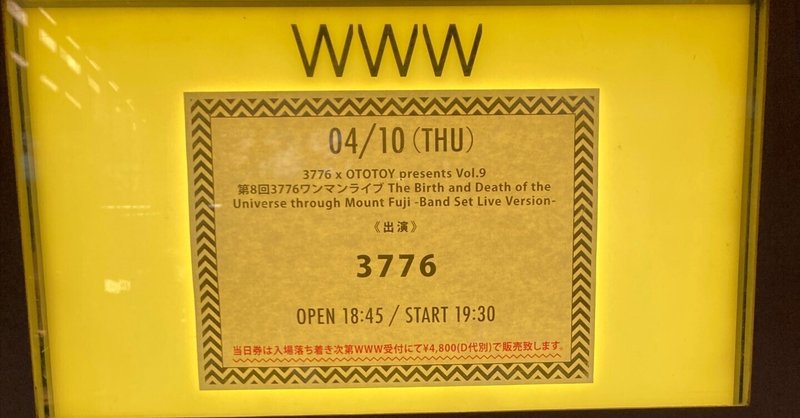 WWW
04/10(THU)
3776 x OTOTOY presents Vol.9
第8回3776ワンマンライブ The Birth and Death of the
Universe through Mount Fuji -Band Set Live Version-
《出演》
3776
OPEN 18:45 / START 19:30
当日券は入場落ち着き次第WWW受付にて¥4,800(D代別)で販売致します。